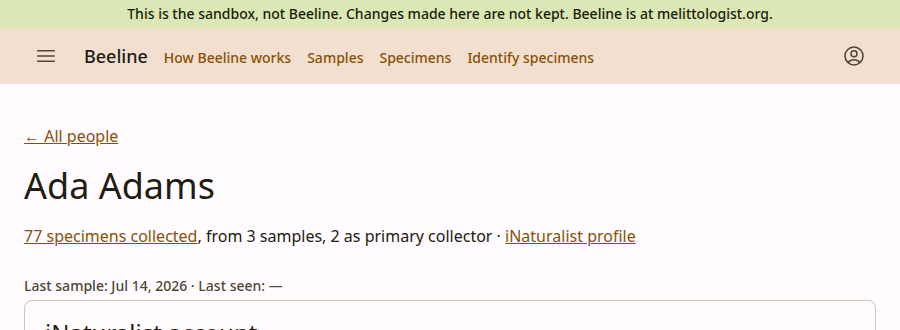 This is the sandbox, not Beeline. Changes made here are not kept. Beeline is at melittologist.org.
Beeline How Beeline works Samples Specimens Identify specimens
← All people
Ada Adams
77 specimens collected, from 3 samples, 2 as primary collector · iNaturalist profile
Last sample: Jul 14, 2026 · Last seen: —
iNaturalist account